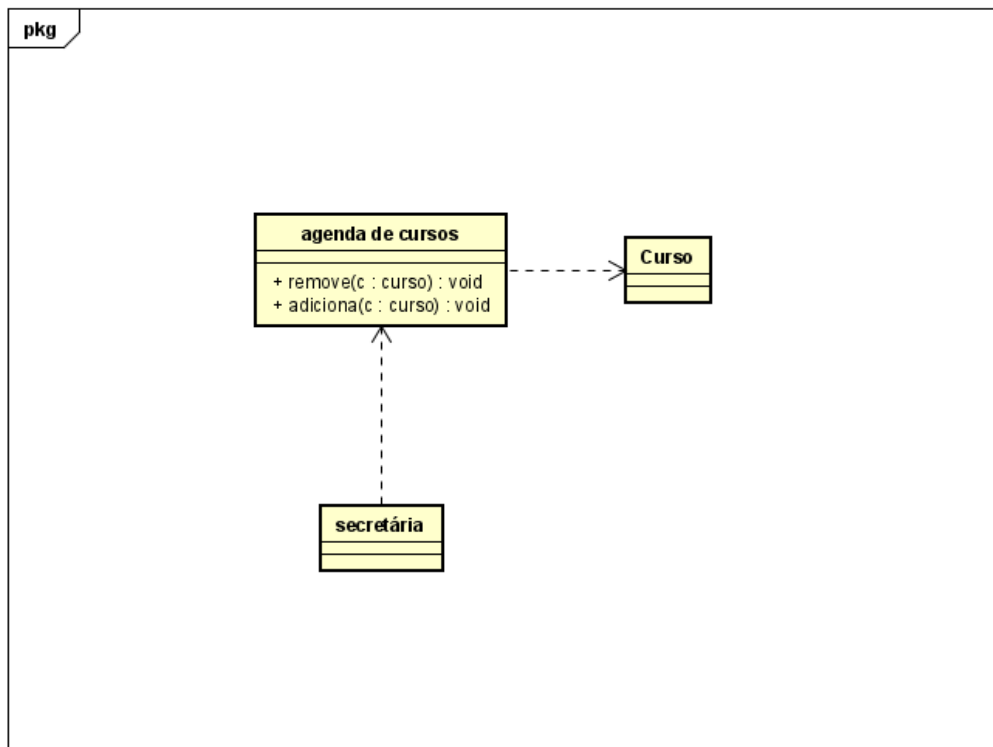 pkg
agenda de cursos
+ remove(c : curso) : void
+ adiciona(c : curso) : void
Curso
secretária